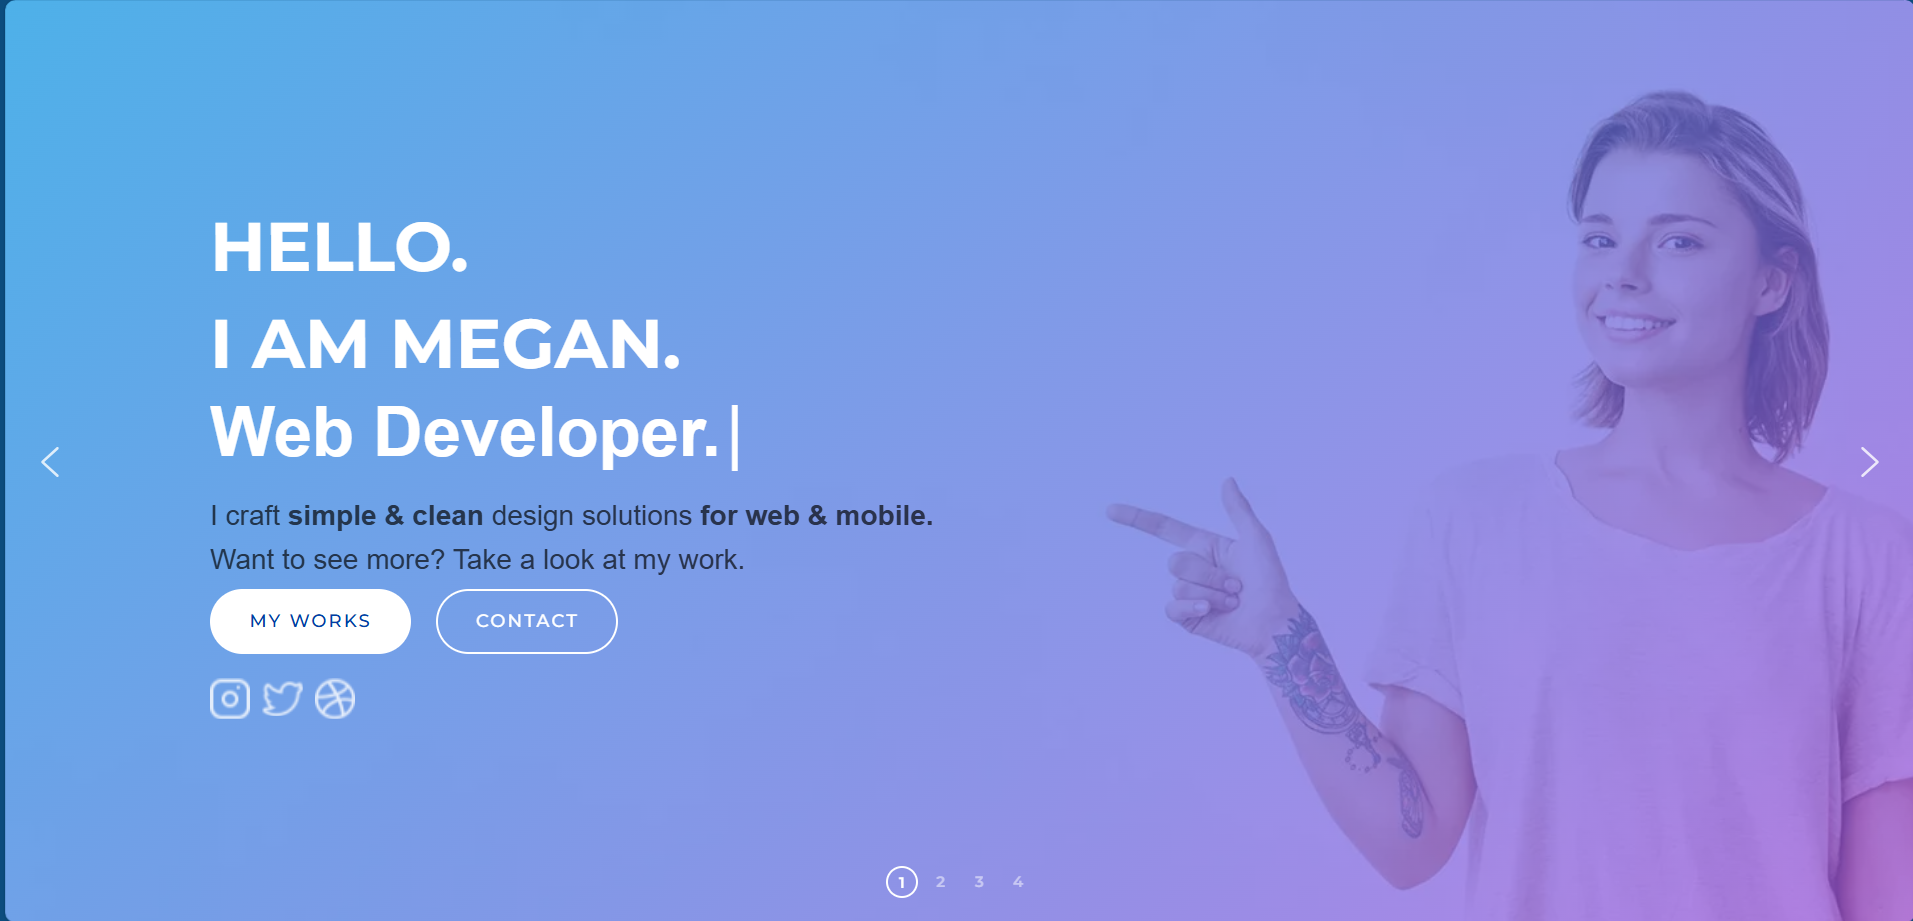 HELLO.
I AM MEGAN.
Web Developer.
I craft simple & clean design solutions for web & mobile.
Want to see more? Take a look at my work.
MY WORKS
CONTACT
1 2 3 4